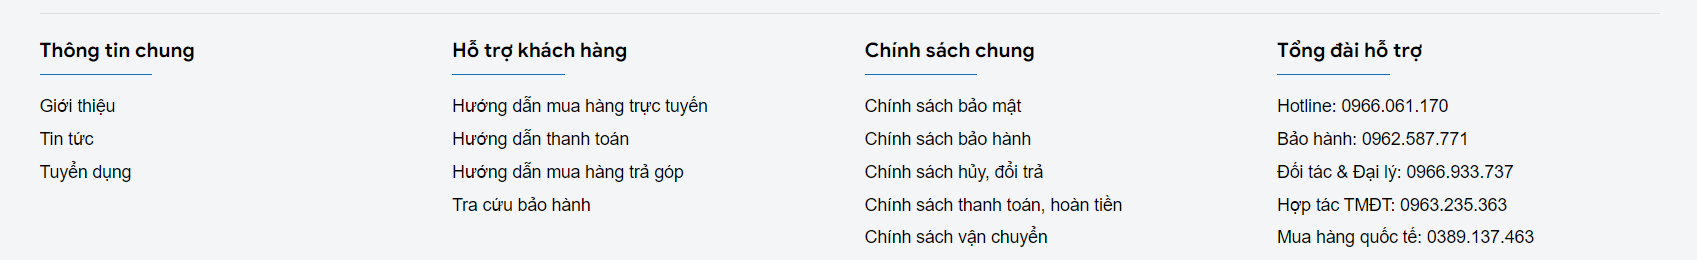 Thông tin chung
Giới thiệu
Tin tức
Tuyển dụng
Hỗ trợ khách hàng
Hướng dẫn mua hàng trực tuyến
Hướng dẫn thanh toán
Hướng dẫn mua hàng trả góp
Tra cứu bảo hành
Chính sách chung
Chính sách bảo mật
Chính sách bảo hành
Chính sách hủy, đổi trả
Chính sách thanh toán, hoàn tiền
Chính sách vận chuyển
Tổng đài hỗ trợ
Hotline: 0966.061.170
Bảo hành: 0962.587.771
Đối tác & Đại lý: 0966.933.737
Hợp tác TMĐT: 0963.235.363
Mua hàng quốc tế: 0389.137.463